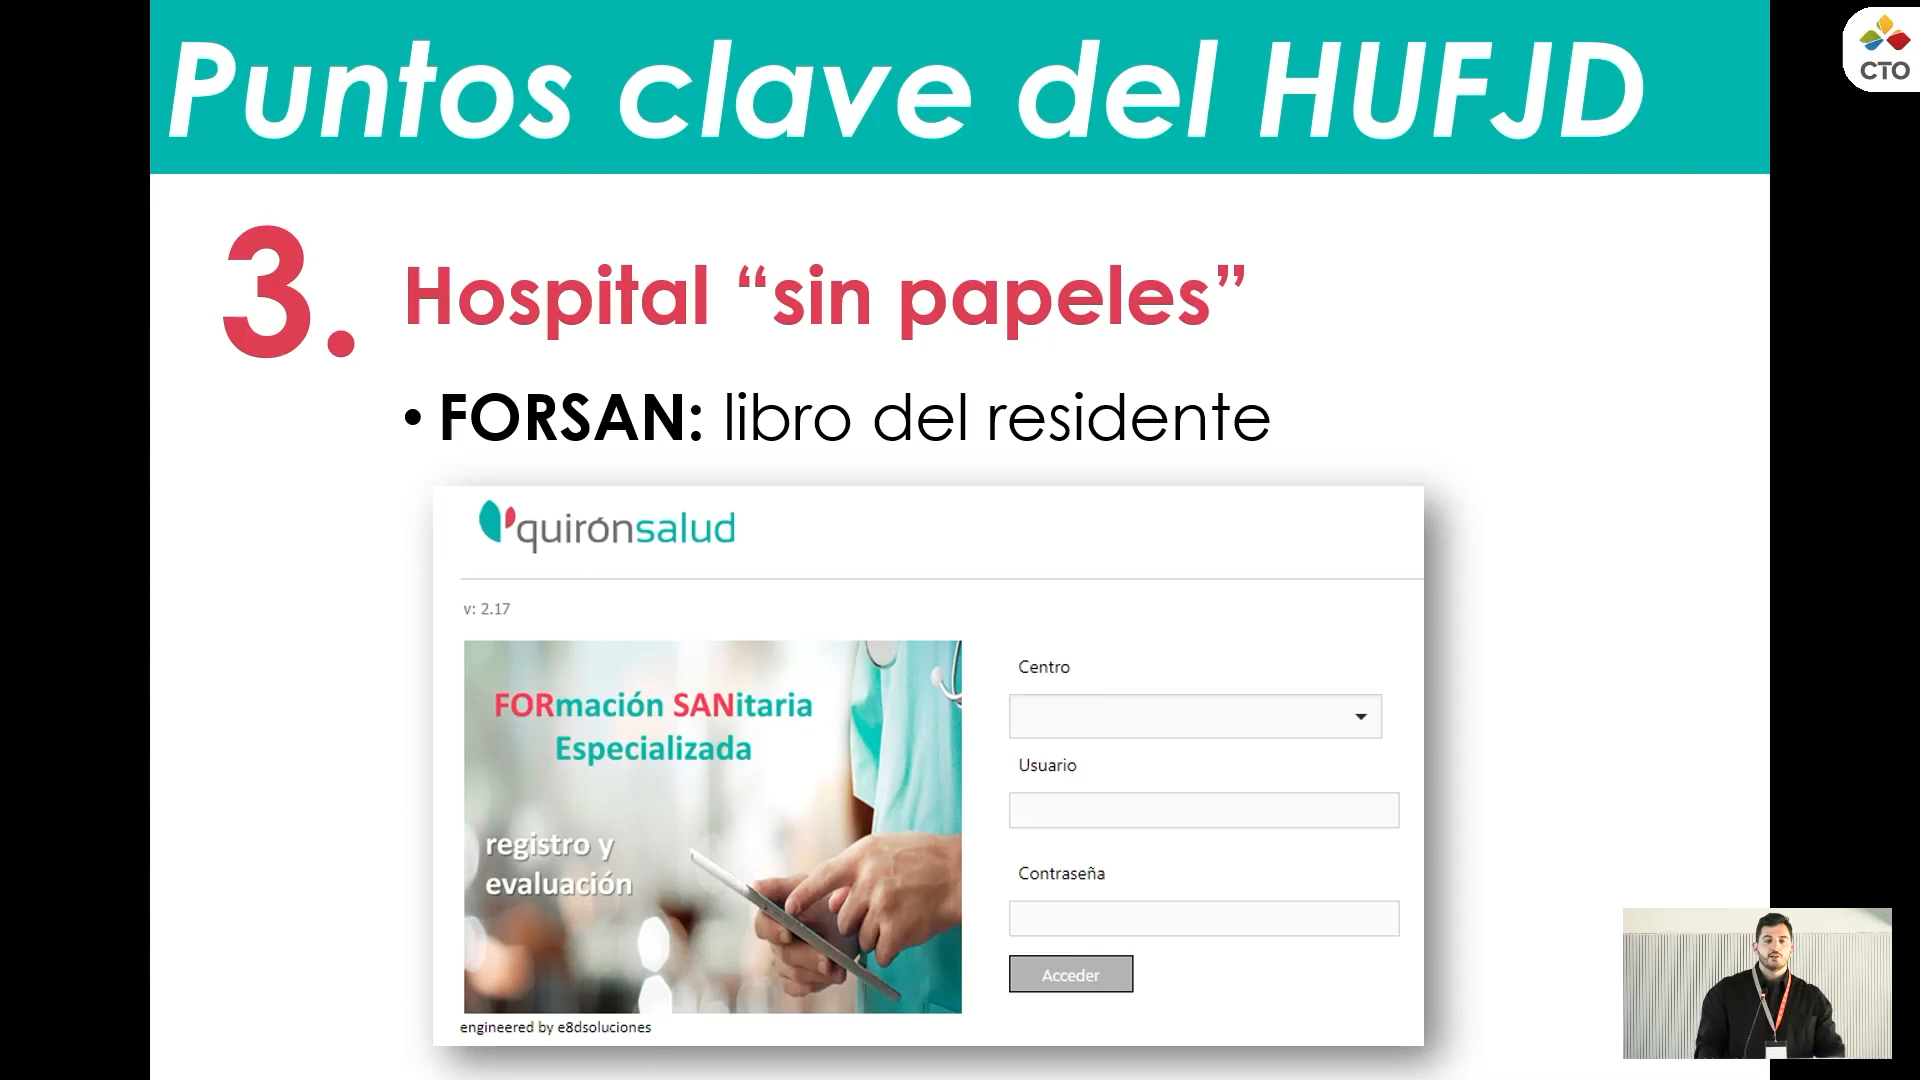 Puntos clave del HUFJD
CTO
3. Hospital “sin papeles”
• FORSAN: libro del residente
quirónsalud
v: 2.17
FORmación SANitaria
Especializada
registro y
evaluación
engineered by e8dsoluciones
Centro
Usuario
Contraseña
Acceder